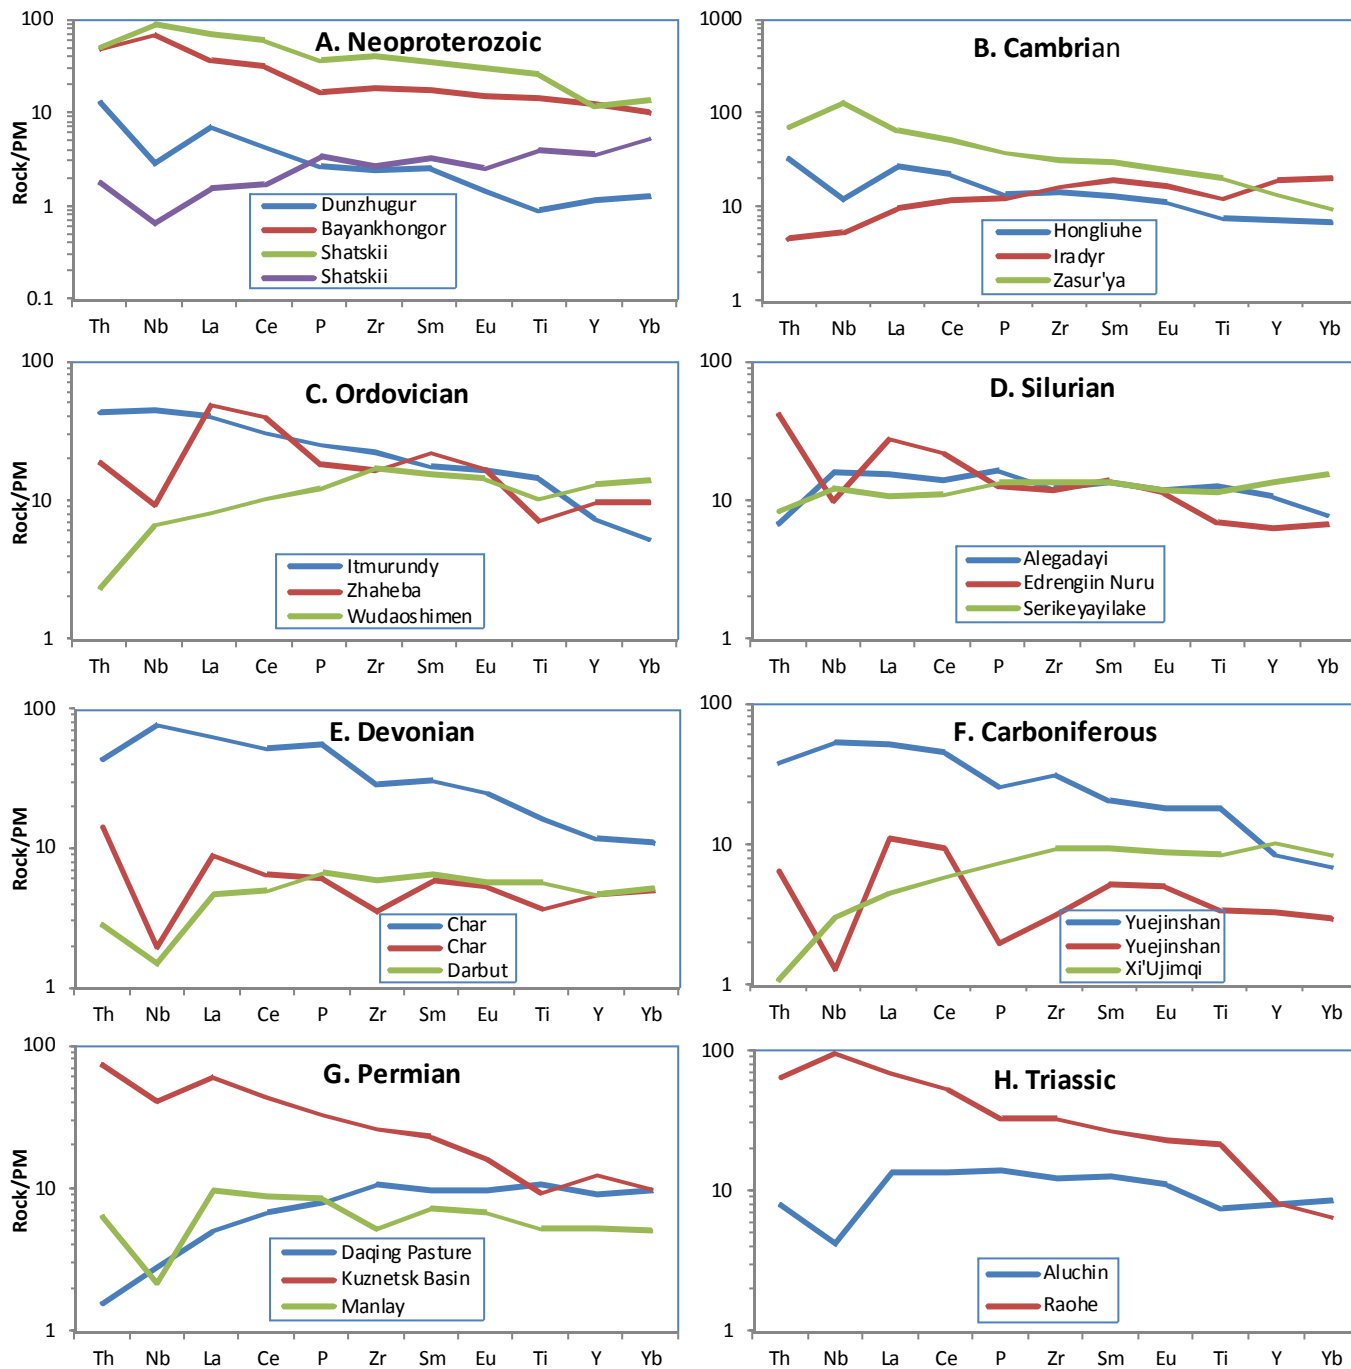 A. Neoproterozoic
Rock/PM
100
10
1
0.1
Dunzhugur
Bayankhongor
Shatskii
Shatskii
Th Nb La Ce P Zr Sm Eu Ti Y Yb
B. Cambrian
1000
100
10
1
Hongliuhe
Iradyr
Zasur'ya
Th Nb La Ce P Zr Sm Eu Ti Y Yb
C. Ordovician
100
10
1
Itmurundy
Zhaheba
Wudaoshimen
Th Nb La Ce P Zr Sm Eu Ti Y Yb
D. Silurian
100
10
1
Alegadayi
Edrengiin Nuru
Serikeyayilake
Th Nb La Ce P Zr Sm Eu Ti Y Yb
E. Devonian
Rock/PM
100
10
1
Char
Char
Darbut
Th Nb La Ce P Zr Sm Eu Ti Y Yb
F. Carboniferous
100
10
1
Yuejinshan
Yuejinshan
Xi'Ujimqi
Th Nb La Ce P Zr Sm Eu Ti Y Yb
G. Permian
Rock/PM
100
10
1
Daqing Pasture
Kuznetsk Basin
Manlay
Th Nb La Ce P Zr Sm Eu Ti Y Yb
H. Triassic
100
10
1
Aluchin
Raohe
Th Nb La Ce P Zr Sm Eu Ti Y Yb